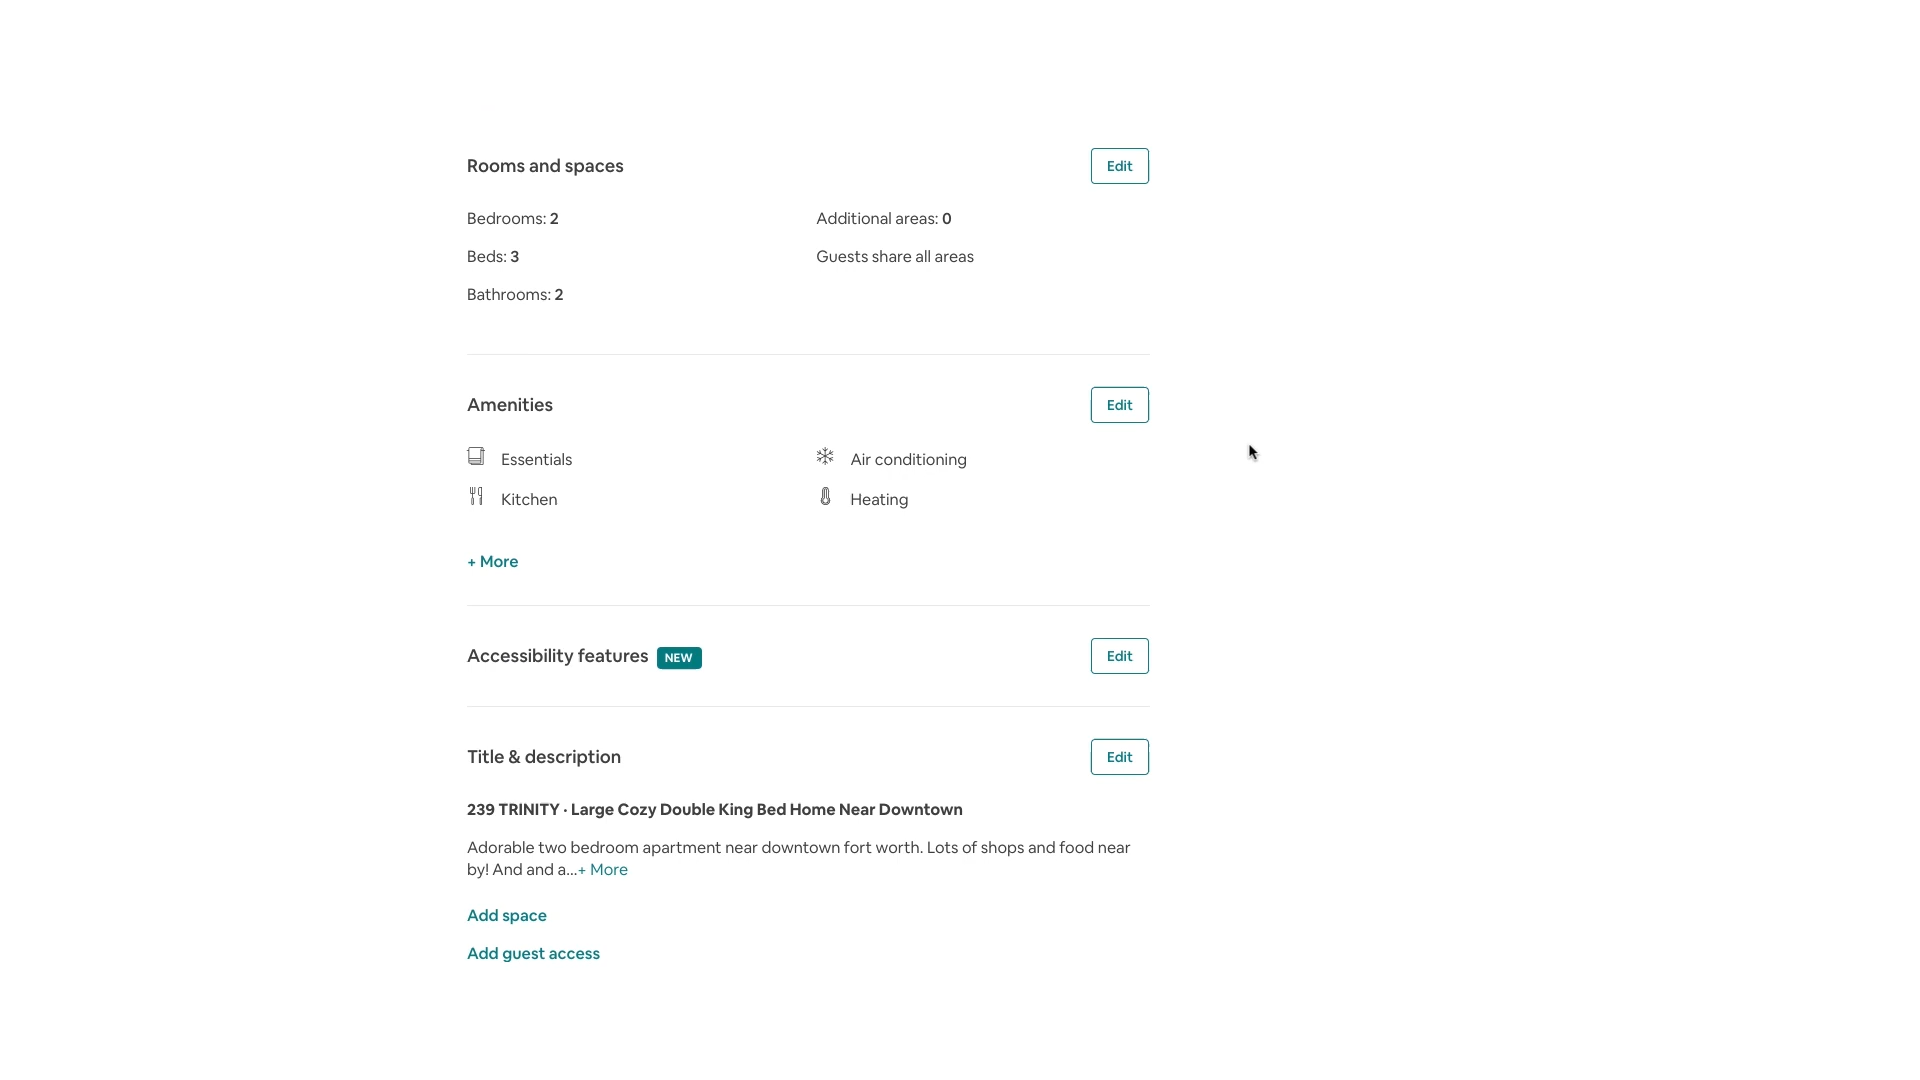 Rooms and spaces
Edit
Bedrooms: 2
Additional areas: 0
Beds: 3
Guests share all areas
Bathrooms: 2
Amenities
Edit
Essentials
Air conditioning
Kitchen
Heating
+ More
Accessibility features NEW
Edit
Title & description
Edit
239 TRINITY · Large Cozy Double King Bed Home Near Downtown
Adorable two bedroom apartment near downtown fort worth. Lots of shops and food near
by! And and a...+ More
Add space
Add guest access